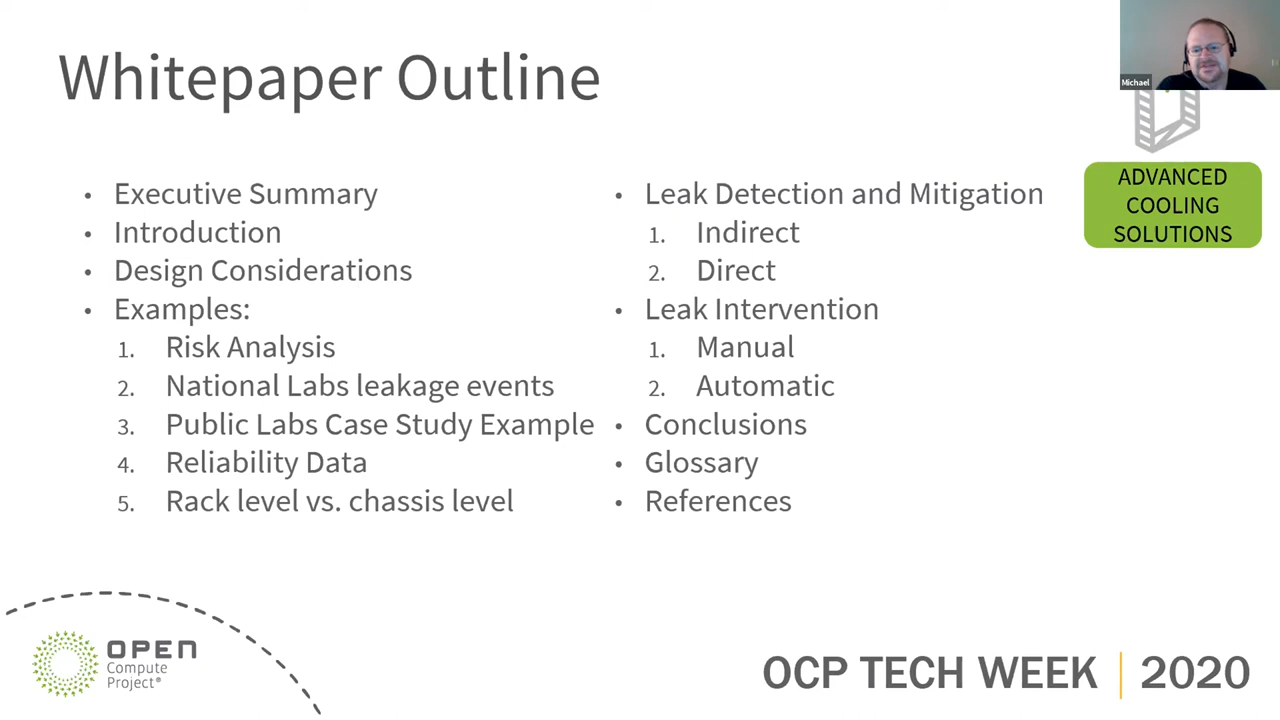 Whitepaper Outline
Michael
ADVANCED
COOLING
SOLUTIONS
• Executive Summary
• Introduction
• Design Considerations
• Examples:
1. Risk Analysis
2. National Labs leakage events
3. Public Labs Case Study Example
4. Reliability Data
5. Rack level vs. chassis level
• Leak Detection and Mitigation
1. Indirect
2. Direct
• Leak Intervention
1. Manual
2. Automatic
• Conclusions
• Glossary
• References
OPEN
Compute
Project®
OCP TECH WEEK | 2020